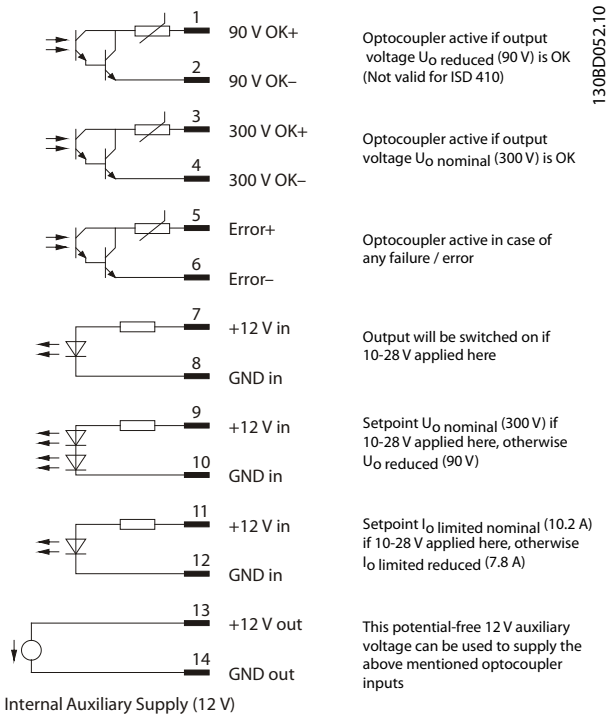 130BD052.10
1
90 V OK+
2
90 V OK–
Optocoupler active if output
voltage UO reduced (90 V) is OK
(Not valid for ISD 410)
3
300 V OK+
4
300 V OK–
Optocoupler active if output
voltage UO nominal (300 V) is OK
5
Error+
6
Error–
Optocoupler active in case of
any failure / error
7
+12 V in
8
GND in
Output will be switched on if
10-28 V applied here
9
+12 V in
10
GND in
Setpoint UO nominal (300 V) if
10-28 V applied here, otherwise
UO reduced (90 V)
11
+12 V in
12
GND in
Setpoint IO limited nominal (10.2 A)
if 10-28 V applied here, otherwise
IO limited reduced (7.8 A)
13
+12 V out
14
GND out
This potential-free 12 V auxiliary
voltage can be used to supply the
above mentioned optocoupler
inputs
Internal Auxiliary Supply (12 V)